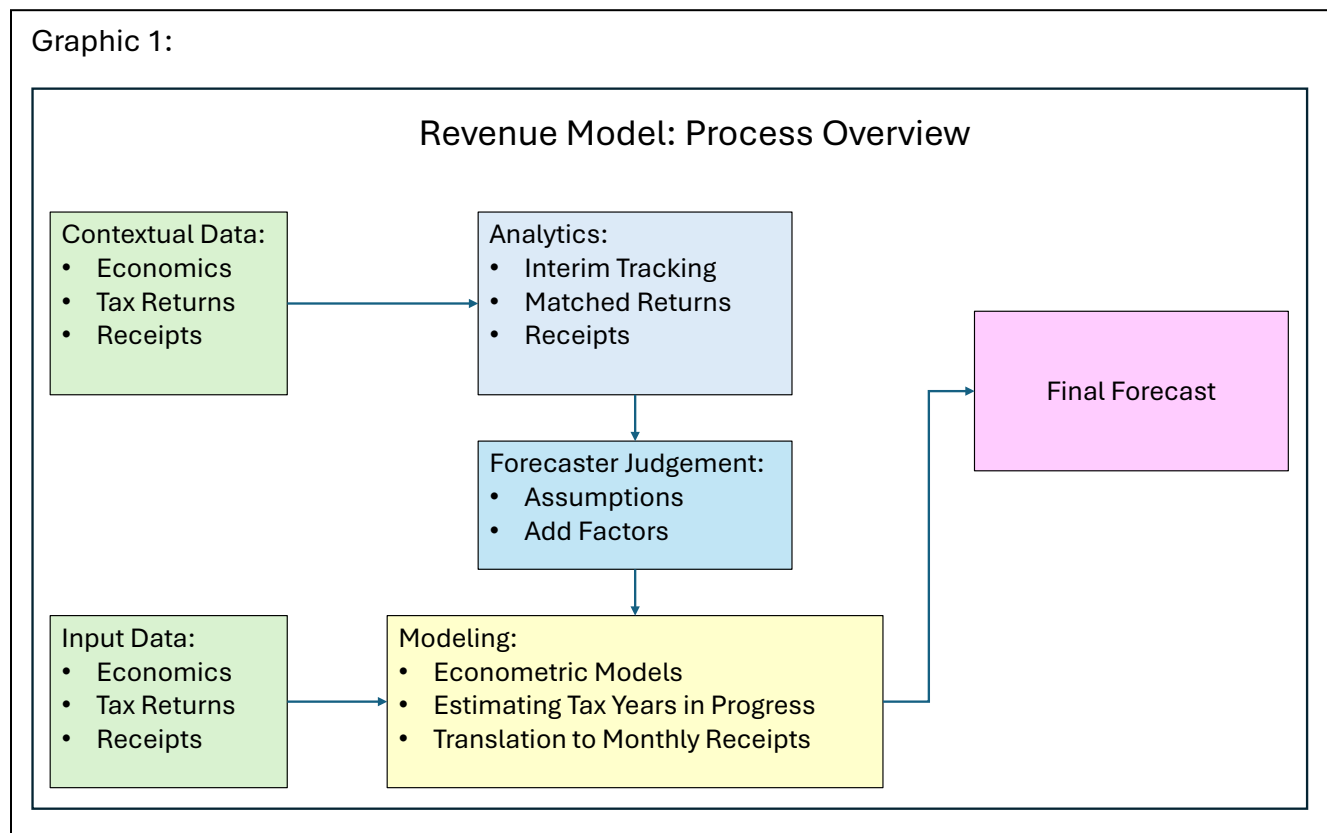 Graphic 1:
Revenue Model: Process Overview
Contextual Data:
• Economics
• Tax Returns
• Receipts
Analytics:
• Interim Tracking
• Matched Returns
• Receipts
Final Forecast
Forecaster Judgement:
• Assumptions
• Add Factors
Input Data:
• Economics
• Tax Returns
• Receipts
Modeling:
• Econometric Models
• Estimating Tax Years in Progress
• Translation to Monthly Receipts